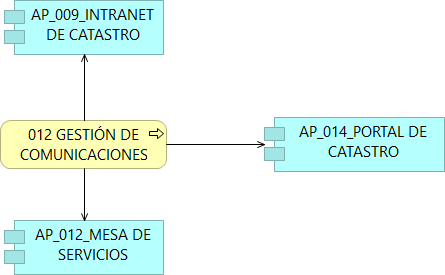 AP_009_INTRANET
DE CATASTRO
012 GESTIÓN DE
COMUNICACIONES
AP_014_PORTAL DE
CATASTRO
AP_012_MESA DE
SERVICIOS